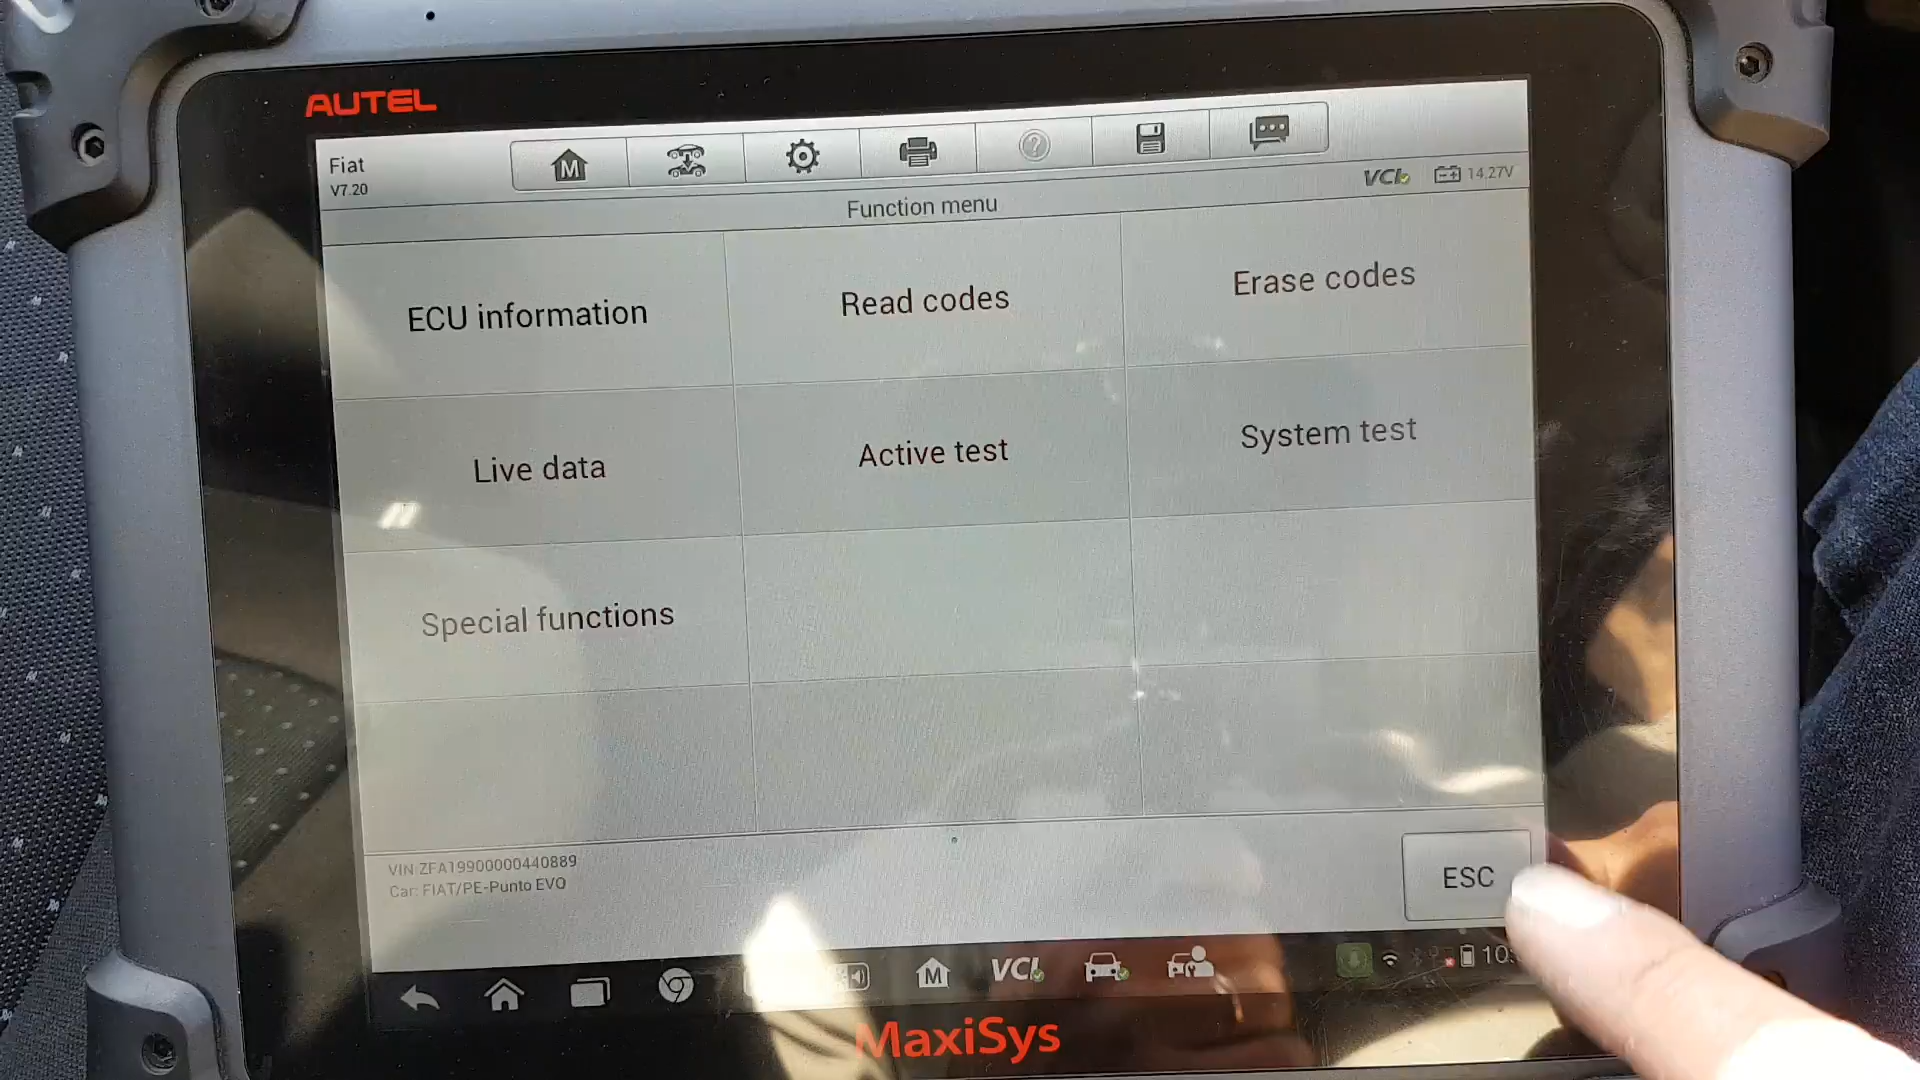 AUTEL
Fiat
V7.20
M
?
VCI
14.27V
Function menu
ECU information
Read codes
Erase codes
Live data
Active test
System test
Special functions
VIN:ZFA19900000440889
Car: FIAT/PE-Punto EVO
ESC
M
VCI
MaxiSys